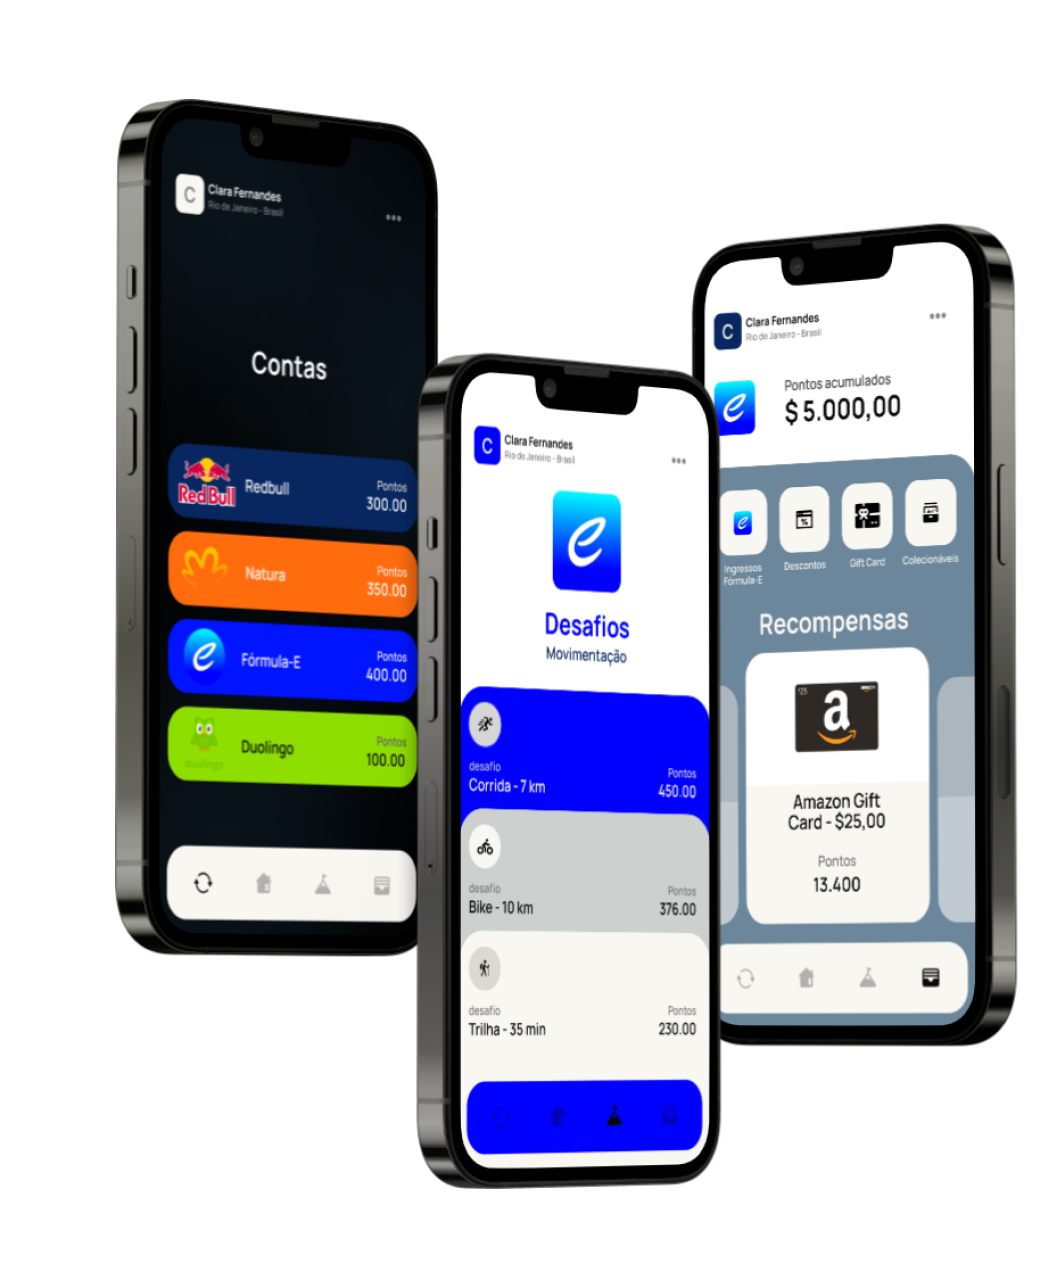 C
Clara Fernandes
Rio de Janeiro - Brasil
Contas
Red Bull
Redbull
Pontos
300.00
Natura
Pontos
350.00
e
Fórmula-E
Pontos
400.00
duolingo
Duolingo
Pontos
100.00
C
Clara Fernandes
Rio de Janeiro - Brasil
e
Desafios
Movimentação
desafio
Corrida - 7 km
Pontos
450.00
desafio
Bike - 10 km
Pontos
376.00
desafio
Trilha - 35 min
Pontos
230.00
C
Clara Fernandes
Rio de Janeiro - Brasil
e
Pontos acumulados
$ 5.000,00
e
%
Ingressos
Fórmula-E
Descontos
Gift Card
Colecionáveis
Recompensas
$25
amazon
a
Amazon Gift
Card - $25,00
Pontos
13.400